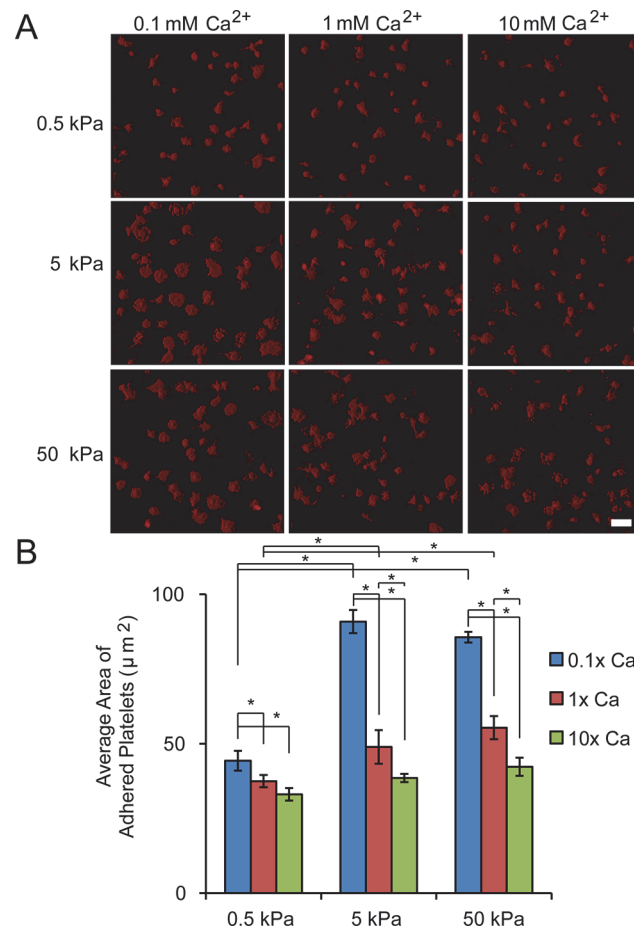 A
0.1 mM Ca2+
1 mM Ca2+
10 mM Ca2+
0.5 kPa
5 kPa
50 kPa
B
* *
* *
100
* * * *
* *
Average Area of
Adhered Platelets (µm2)
0.1x Ca
1x Ca
10x Ca
50
* *
0
0.5 kPa 5 kPa 50 kPa